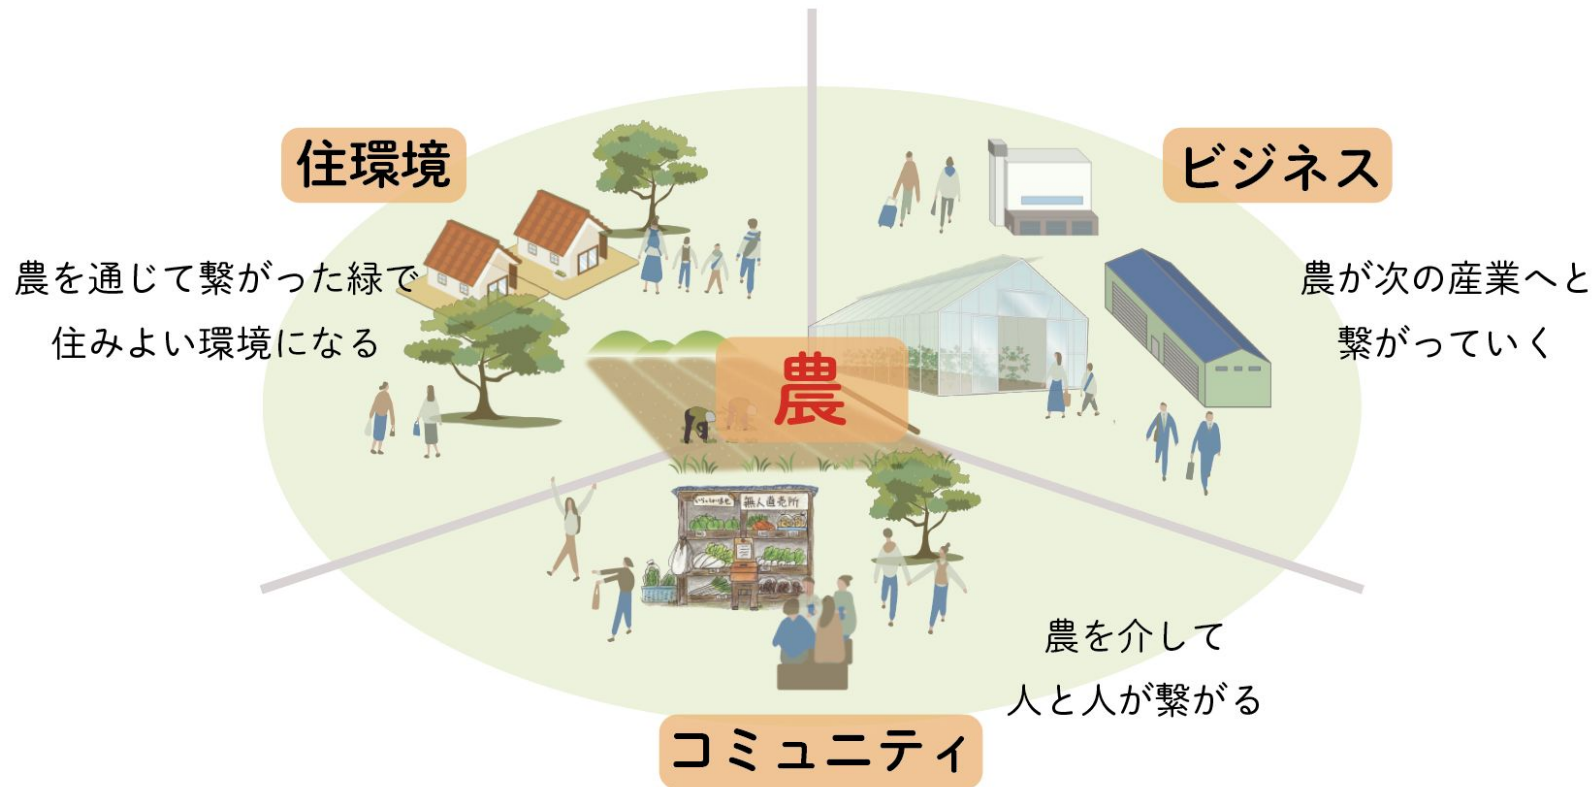 住環境
農を通じて繋がった緑で
住みよい環境になる
ビジネス
農が次の産業へと
繋がっていく
農
無人直売所
農を介して
人と人が繋がる
コミュニティ